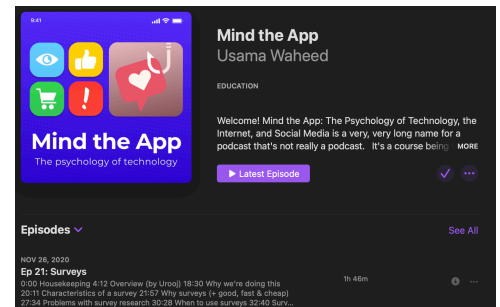 9:41
Mind the App
The psychology of technology
Mind the App
Usama Waheed
EDUCATION
Welcome! Mind the App: The Psychology of Technology, the
Internet, and Social Media is a very, very long name for a
podcast that's not really a podcast. It's a course being MORE
Latest Episode
Episodes
See All
NOV 26, 2020
Ep 21: Surveys
0:00 Housekeeping 4:12 Overview (by Urooj) 18:30 Why we're doing this
20:11 Characteristics of a survey 21:57 Why surveys (+ good, fast & cheap)
27:34 Problems with survey research 30:28 When to use surveys 32:40 Surv...
1h 46m